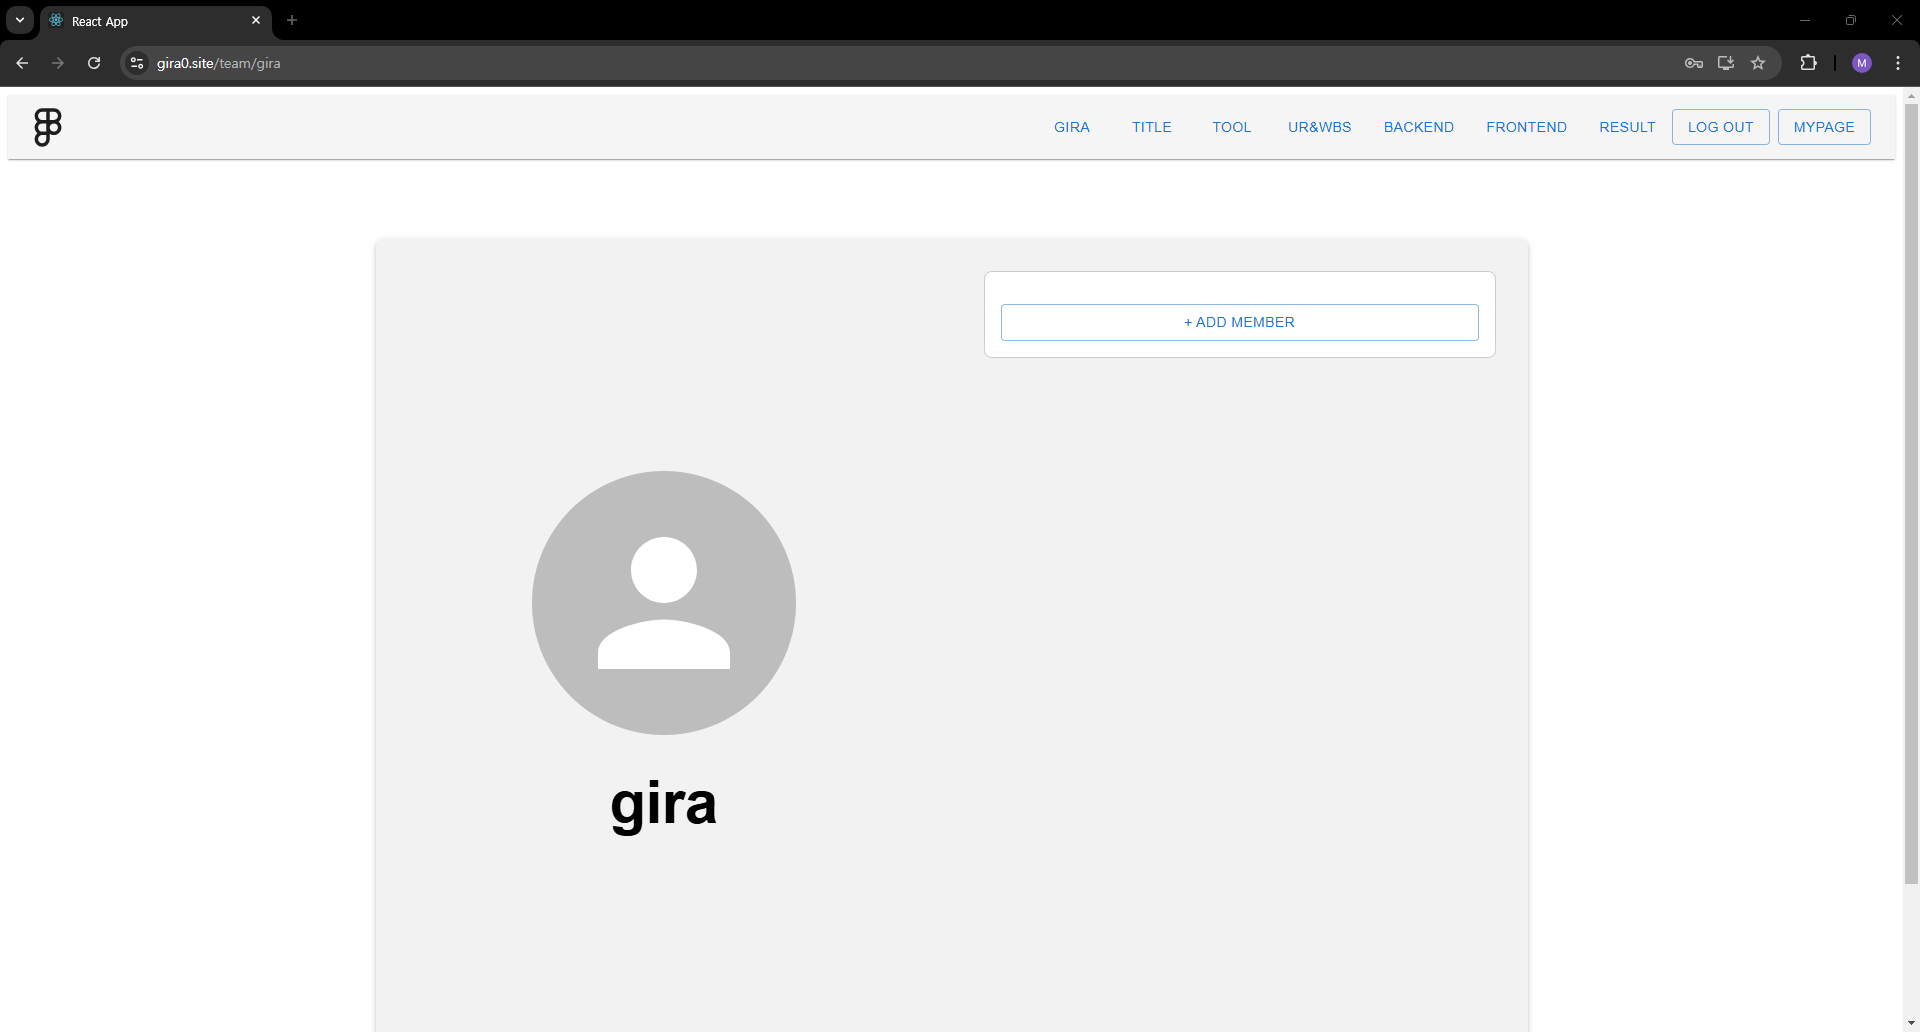 React App
gira0.site/team/gira
M
GIRA TITLE TOOL UR&WBS BACKEND FRONTEND RESULT LOG OUT MYPAGE
+ ADD MEMBER
gira